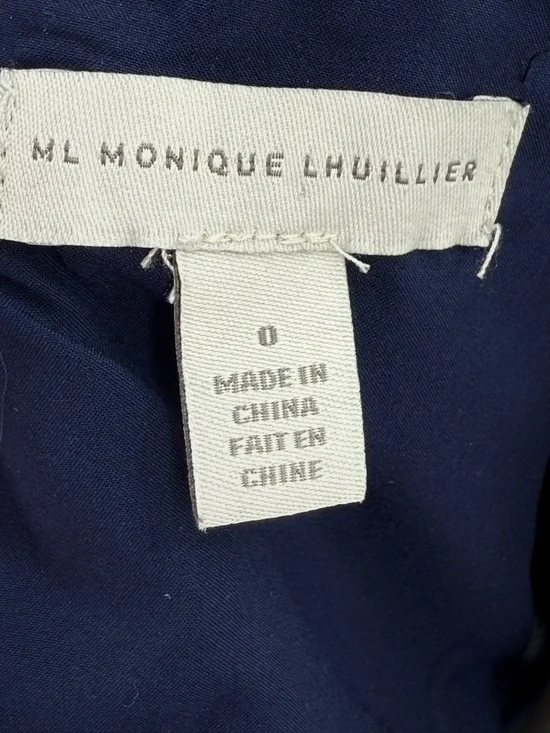 ML MONIQUE LHUILLIER
0
MADE IN
CHINA
FAIT EN
CHINE